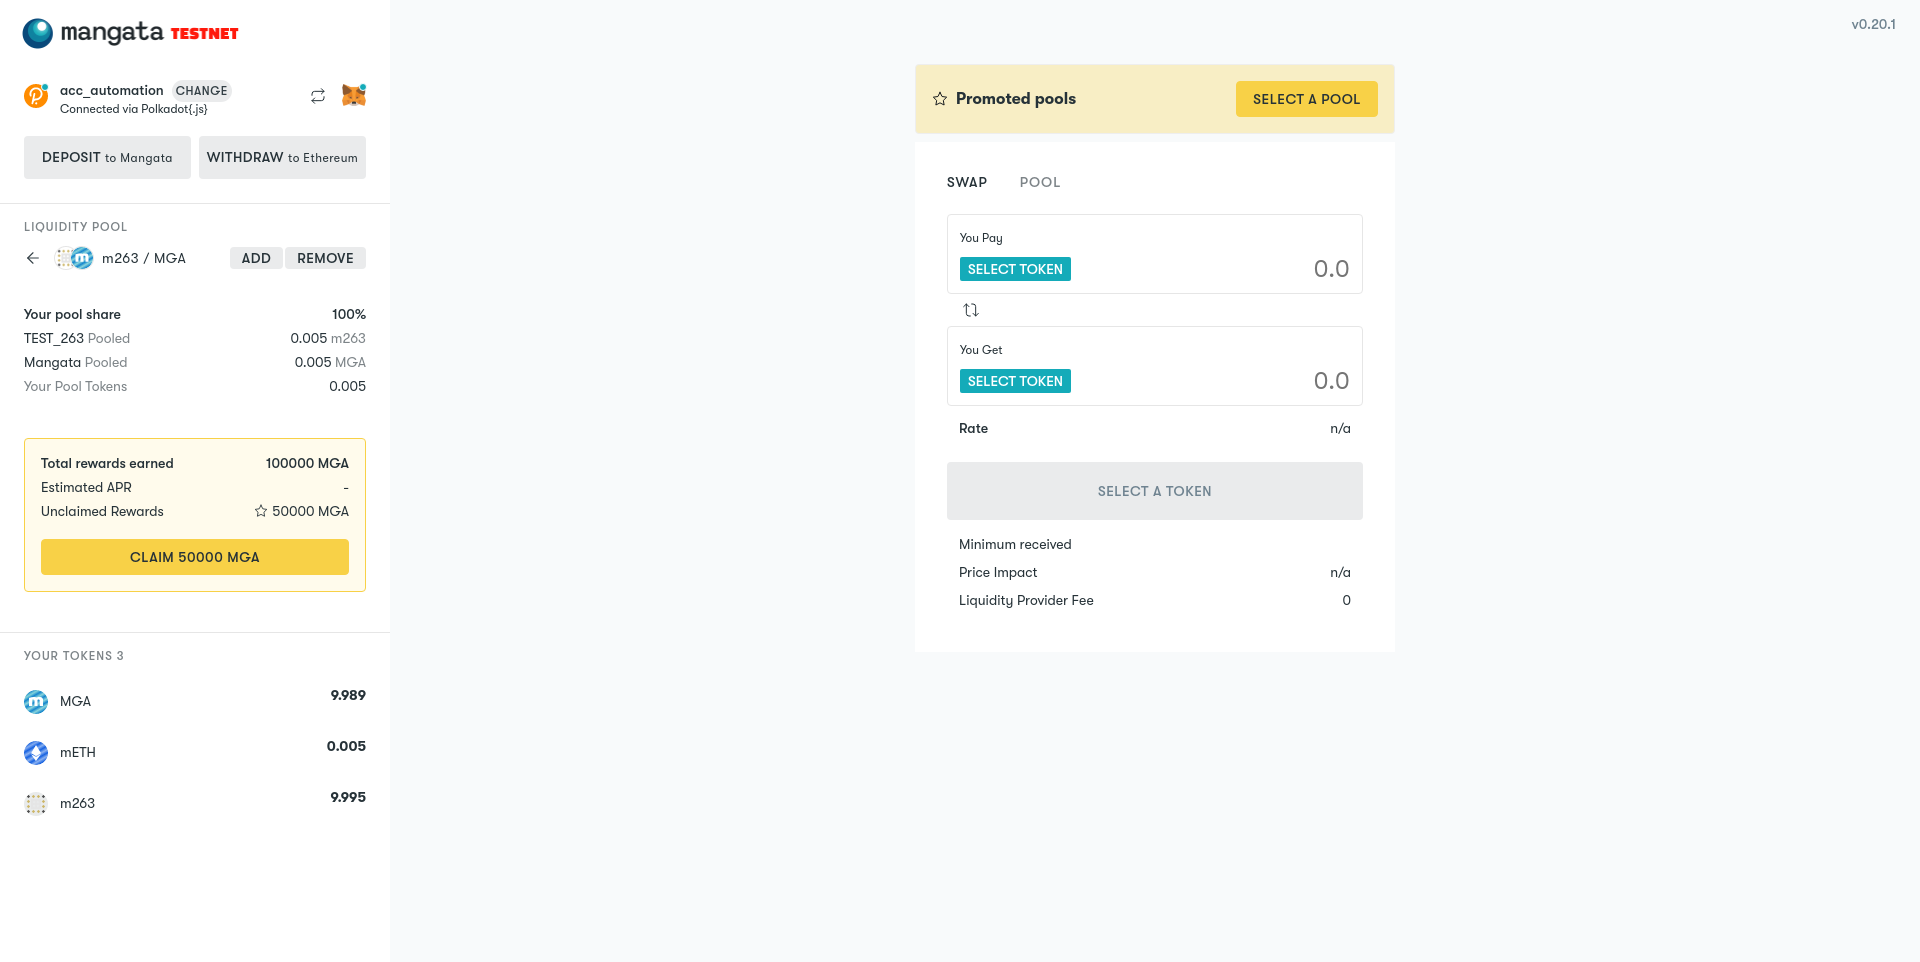 mangata TESTNET
acc_automation CHANGE
Connected via Polkadot{.js}
DEPOSIT to Mangata WITHDRAW to Ethereum
LIQUIDITY POOL
m263 / MGA ADD REMOVE
Your pool share 100%
TEST_263 Pooled 0.005 m263
Mangata Pooled 0.005 MGA
Your Pool Tokens 0.005
Total rewards earned 100000 MGA
Estimated APR -
Unclaimed Rewards 50000 MGA
CLAIM 50000 MGA
YOUR TOKENS 3
MGA 9.989
mETH 0.005
m263 9.995
v0.20.1
Promoted pools SELECT A POOL
SWAP POOL
You Pay
SELECT TOKEN 0.0
You Get
SELECT TOKEN 0.0
Rate n/a
SELECT A TOKEN
Minimum received
Price Impact n/a
Liquidity Provider Fee 0